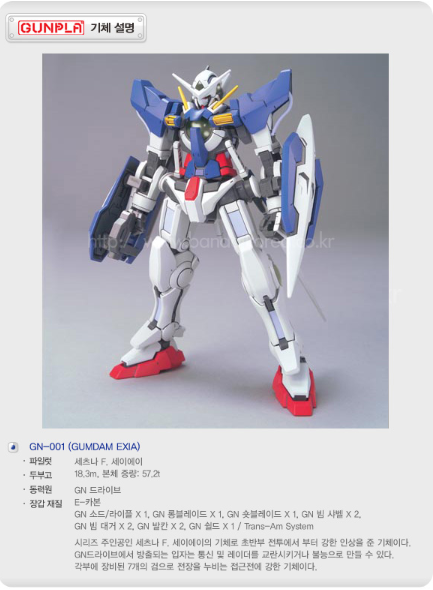 GUNPLA 기체 설명
GN-001 (GUMDAM EXIA)
· 파일럿 세츠나 F. 세이에이
· 두부고 18.3m, 본체 중량: 57.2t
· 동력원 GN 드라이브
· 장갑 재질 E-카본
GN 소드/라이플 X 1, GN 롱블레이드 X 1, GN 숏블레이드 X 1, GN 빔 사벨 X 2,
GN 빔 대거 X 2, GN 발칸 X 2, GN 쉴드 X 1 / Trans-Am System
시리즈 주인공인 세츠나 F. 세이에이의 기체로 초반부 전투에서 부터 강한 인상을 준 기체이다.
GN드라이브에서 방출되는 입자는 통신 및 레이더를 교란시키거나 불능으로 만들 수 있다.
각부에 장비된 7개의 검으로 전장을 누비는 접근전에 강한 기체이다.